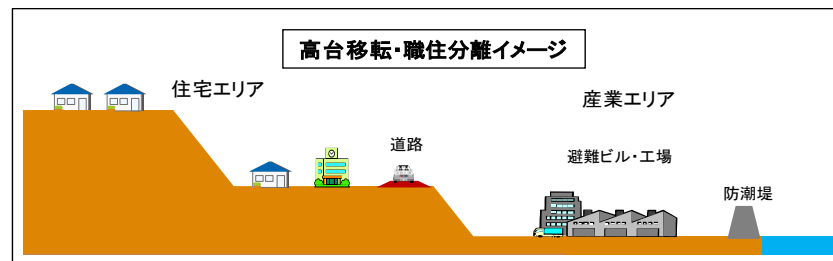 高台移転・職住分離イメージ
住宅エリア
産業エリア
道路
避難ビル・工場
防潮堤